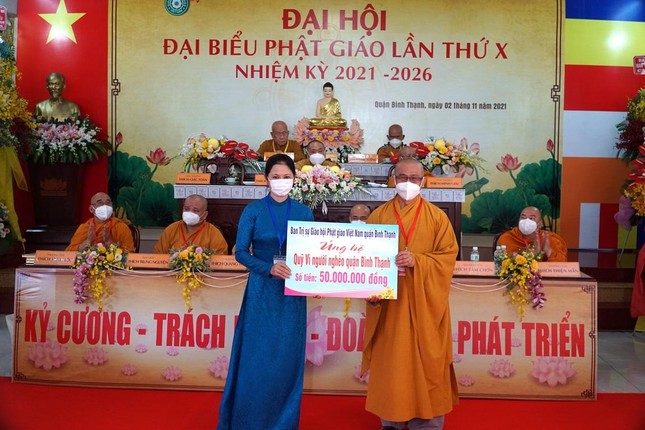 ĐẠI HỘI
ĐẠI BIỂU PHẬT GIÁO LẦN THỨ X
NHIỆM KỲ 2021 -2026
Quận Bình Thạnh, ngày 02 tháng 11 năm 2021
Ban Trị sự Giáo hội Phật giáo Việt Nam quận Bình Thạnh
Ủng hộ
Quỹ Vì người nghèo quận Bình Thạnh
Số tiền: 50.000.000 đồng
KỶ CƯƠNG - TRÁCH - ĐOÀ PHÁT TRIỂN